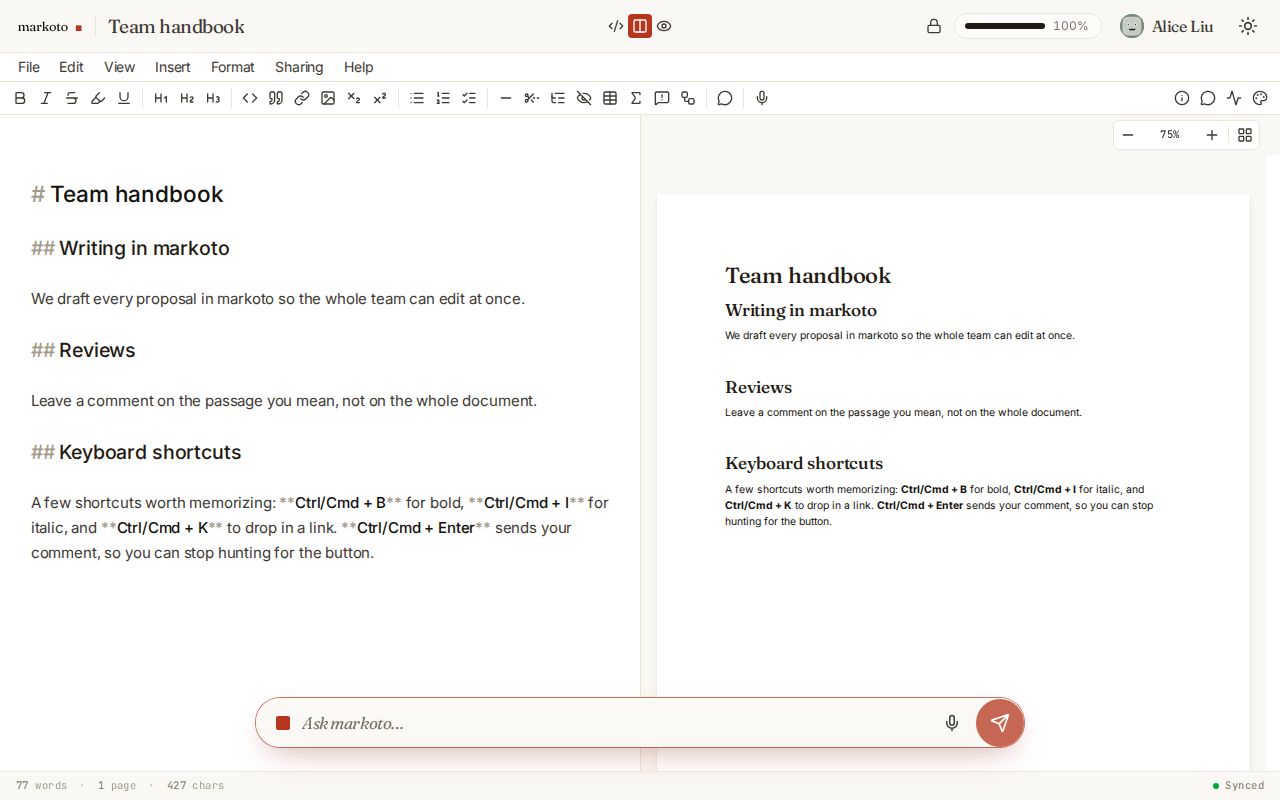 markoto
Team handbook
100%
Alice Liu
File Edit View Insert Format Sharing Help
H1 H2 H3
75%
# Team handbook
## Writing in markoto
We draft every proposal in markoto so the whole team can edit at once.
## Reviews
Leave a comment on the passage you mean, not on the whole document.
## Keyboard shortcuts
A few shortcuts worth memorizing: **Ctrl/Cmd + B** for bold, **Ctrl/Cmd + I** for
italic, and **Ctrl/Cmd + K** to drop in a link. **Ctrl/Cmd + Enter** sends your
comment, so you can stop hunting for the button.
Team handbook
Writing in markoto
We draft every proposal in markoto so the whole team can edit at once.
Reviews
Leave a comment on the passage you mean, not on the whole document.
Keyboard shortcuts
A few shortcuts worth memorizing: Ctrl/Cmd + B for bold, Ctrl/Cmd + I for italic, and
Ctrl/Cmd + K to drop in a link. Ctrl/Cmd + Enter sends your comment, so you can stop
hunting for the button.
Ask markoto...
77 words · 1 page · 427 chars
Synced